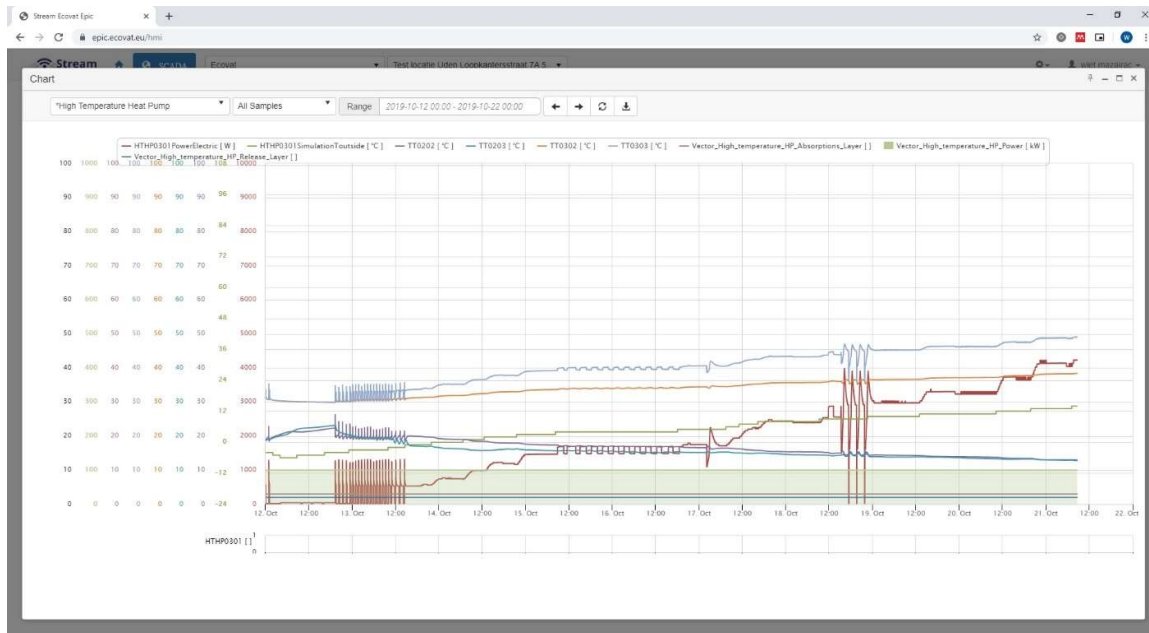 Stream Ecovat Epic
epic.ecovat.eu/hmi
Stream SCADA Ecovat Test locatie Uden Loopkantersstraat 7A 5... wiet mazairac
Chart
"High Temperature Heat Pump All Samples Range 2019-10-12 00:00 - 2019-10-22 00:00
HTHP0301PowerElectric [ W ] HTHP0301SimulationToutside [ °C ] TT0202 [ °C ] TT0203 [ °C ] TT0302 [ °C ] TT0303 [ °C ] Vector_High_temperature_HP_Absorptions_Layer [ ] Vector_High_temperature_HP_Power [ kW ]
Vector_High_temperature_HP_Release_Layer [ ]
100 1000 100 100 100 100 100 108 10000
90 900 90 90 90 90 90 96 9000
80 800 80 80 80 80 80 84 8000
70 700 70 70 70 70 70 72 7000
60 600 60 60 60 60 60 60 6000
50 500 50 50 50 50 50 48 5000
40 400 40 40 40 40 40 36 4000
30 300 30 30 30 30 30 24 3000
20 200 20 20 20 20 20 12 2000
10 100 10 10 10 10 10 0 1000
-12
0 0 0 0 0 0 0 -24 0
12. Oct 12:00 13. Oct 12:00 14. Oct 12:00 15. Oct 12:00 16. Oct 12:00 17. Oct 12:00 18. Oct 12:00 19. Oct 12:00 20. Oct 12:00 21. Oct 12:00 22. Oct
HTHP0301 [ ] 1
0